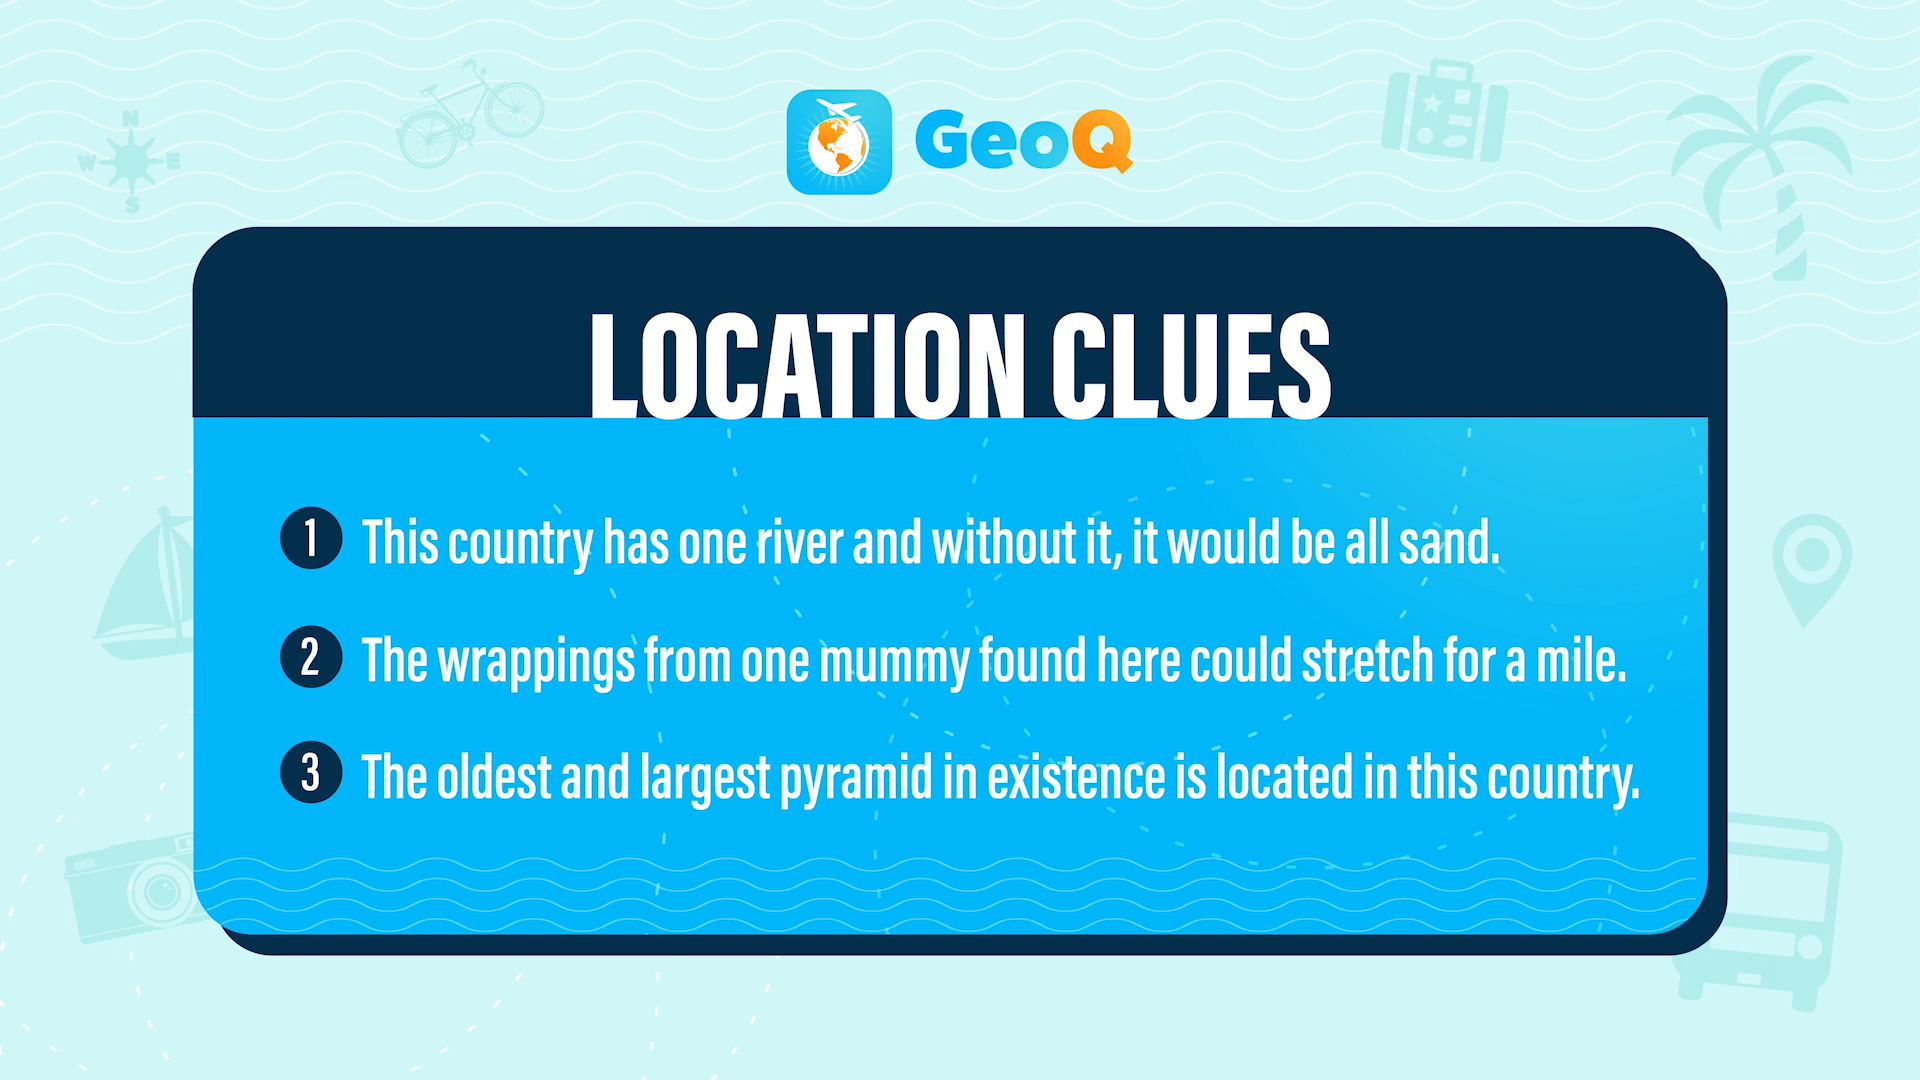 N
W E
S
GeoQ
LOCATION CLUES
1 This country has one river and without it, it would be all sand.
2 The wrappings from one mummy found here could stretch for a mile.
3 The oldest and largest pyramid in existence is located in this country.